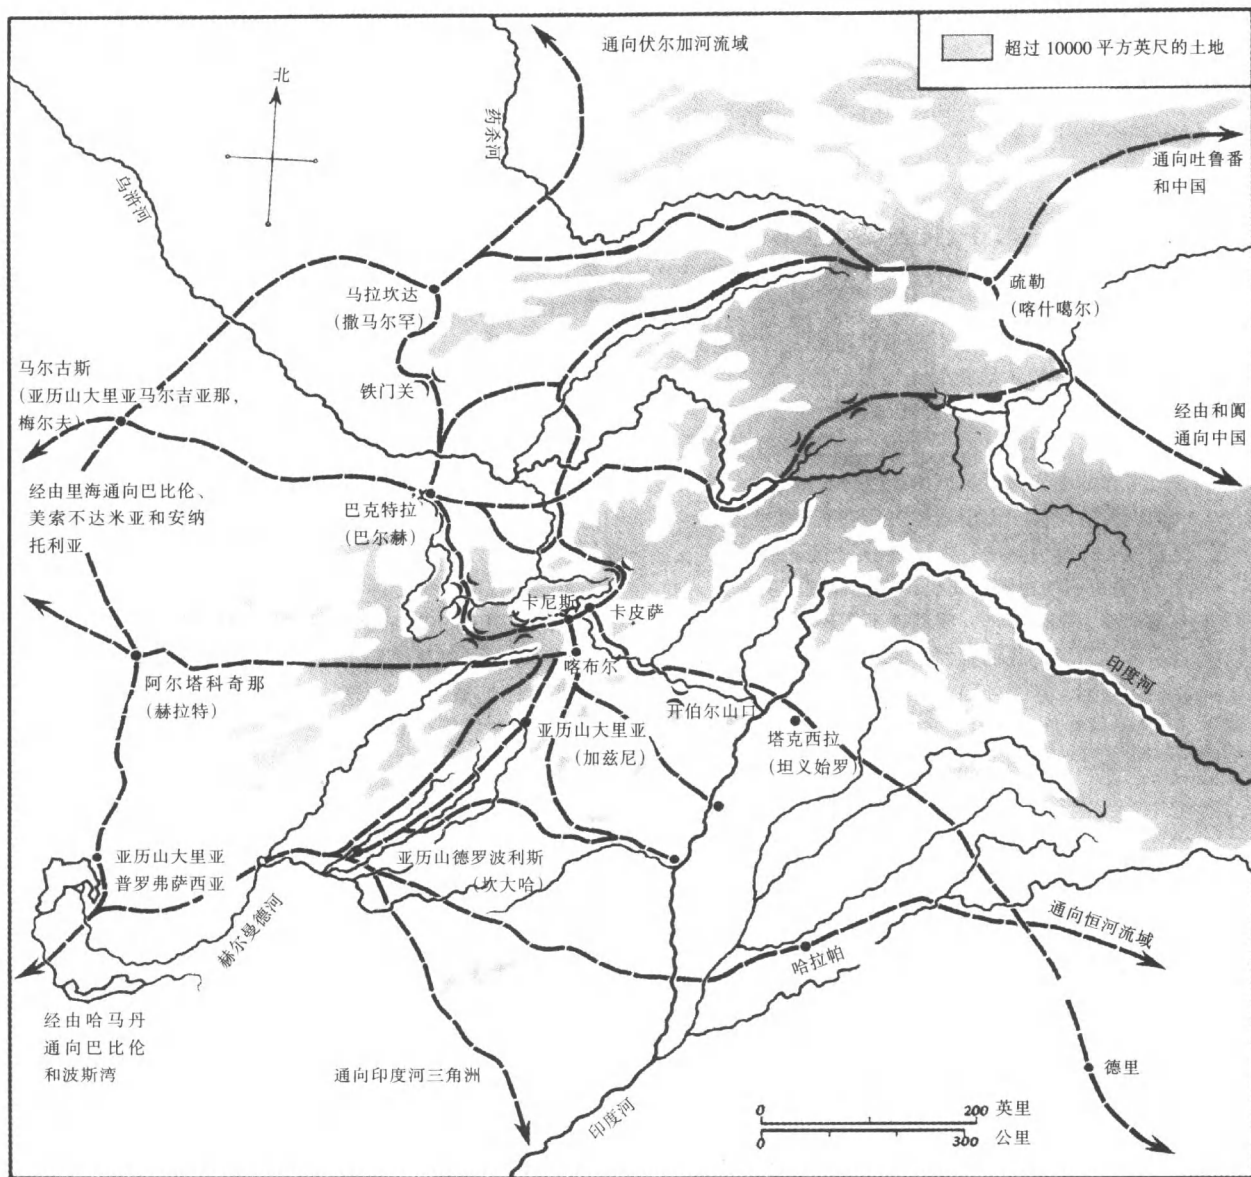 通向伏尔加河流域
超过 10000 平方英尺的土地
北
药杀河
通向吐鲁番
和中国
乌浒河
马拉坎达
(撒马尔罕)
疏勒
(喀什噶尔)
马尔古斯
(亚历山大里亚马尔吉亚那,
梅尔夫)
铁门关
经由和阗
通向中国
经由里海通向巴比伦、
美索不达米亚和安纳
托利亚
巴克特拉
(巴尔赫)
卡尼斯
卡皮萨
喀布尔
印度河
阿尔塔科奇那
(赫拉特)
开伯尔山口
亚历山大里亚
(加兹尼)
塔克西拉
(坦义始罗)
亚历山大里亚
普罗弗萨西亚
亚历山德罗波利斯
(坎大哈)
赫尔曼德河
通向恒河流域
哈拉帕
经由哈马丹
通向巴比伦
和波斯湾
通向印度河三角洲
德里
印度河
0 200 英里
0 300 公里